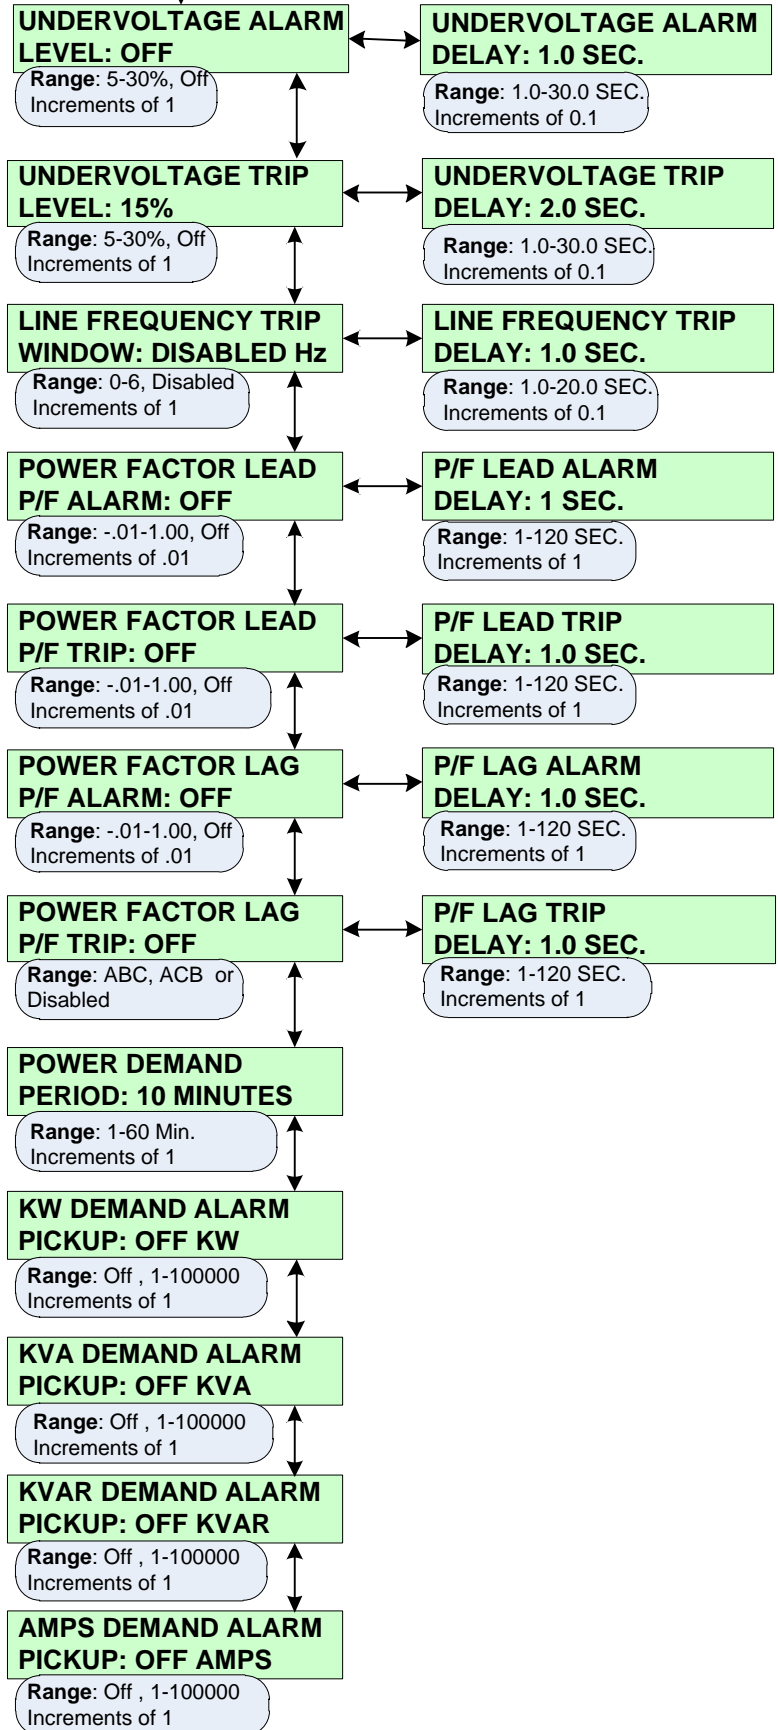 UNDERVOLTAGE ALARM
LEVEL: OFF
Range: 5-30%, Off
Increments of 1
UNDERVOLTAGE ALARM
DELAY: 1.0 SEC.
Range: 1.0-30.0 SEC.
Increments of 0.1
UNDERVOLTAGE TRIP
LEVEL: 15%
Range: 5-30%, Off
Increments of 1
UNDERVOLTAGE TRIP
DELAY: 2.0 SEC.
Range: 1.0-30.0 SEC.
Increments of 0.1
LINE FREQUENCY TRIP
WINDOW: DISABLED Hz
Range: 0-6, Disabled
Increments of 1
LINE FREQUENCY TRIP
DELAY: 1.0 SEC.
Range: 1.0-20.0 SEC.
Increments of 0.1
POWER FACTOR LEAD
P/F ALARM: OFF
Range: -.01-1.00, Off
Increments of .01
P/F LEAD ALARM
DELAY: 1 SEC.
Range: 1-120 SEC.
Increments of 1
POWER FACTOR LEAD
P/F TRIP: OFF
Range: -.01-1.00, Off
Increments of .01
P/F LEAD TRIP
DELAY: 1.0 SEC.
Range: 1-120 SEC.
Increments of 1
POWER FACTOR LAG
P/F ALARM: OFF
Range: -.01-1.00, Off
Increments of .01
P/F LAG ALARM
DELAY: 1.0 SEC.
Range: 1-120 SEC.
Increments of 1
POWER FACTOR LAG
P/F TRIP: OFF
Range: ABC, ACB or
Disabled
P/F LAG TRIP
DELAY: 1.0 SEC.
Range: 1-120 SEC.
Increments of 1
POWER DEMAND
PERIOD: 10 MINUTES
Range: 1-60 Min.
Increments of 1
KW DEMAND ALARM
PICKUP: OFF KW
Range: Off , 1-100000
Increments of 1
KVA DEMAND ALARM
PICKUP: OFF KVA
Range: Off , 1-100000
Increments of 1
KVAR DEMAND ALARM
PICKUP: OFF KVAR
Range: Off , 1-100000
Increments of 1
AMPS DEMAND ALARM
PICKUP: OFF AMPS
Range: Off , 1-100000
Increments of 1